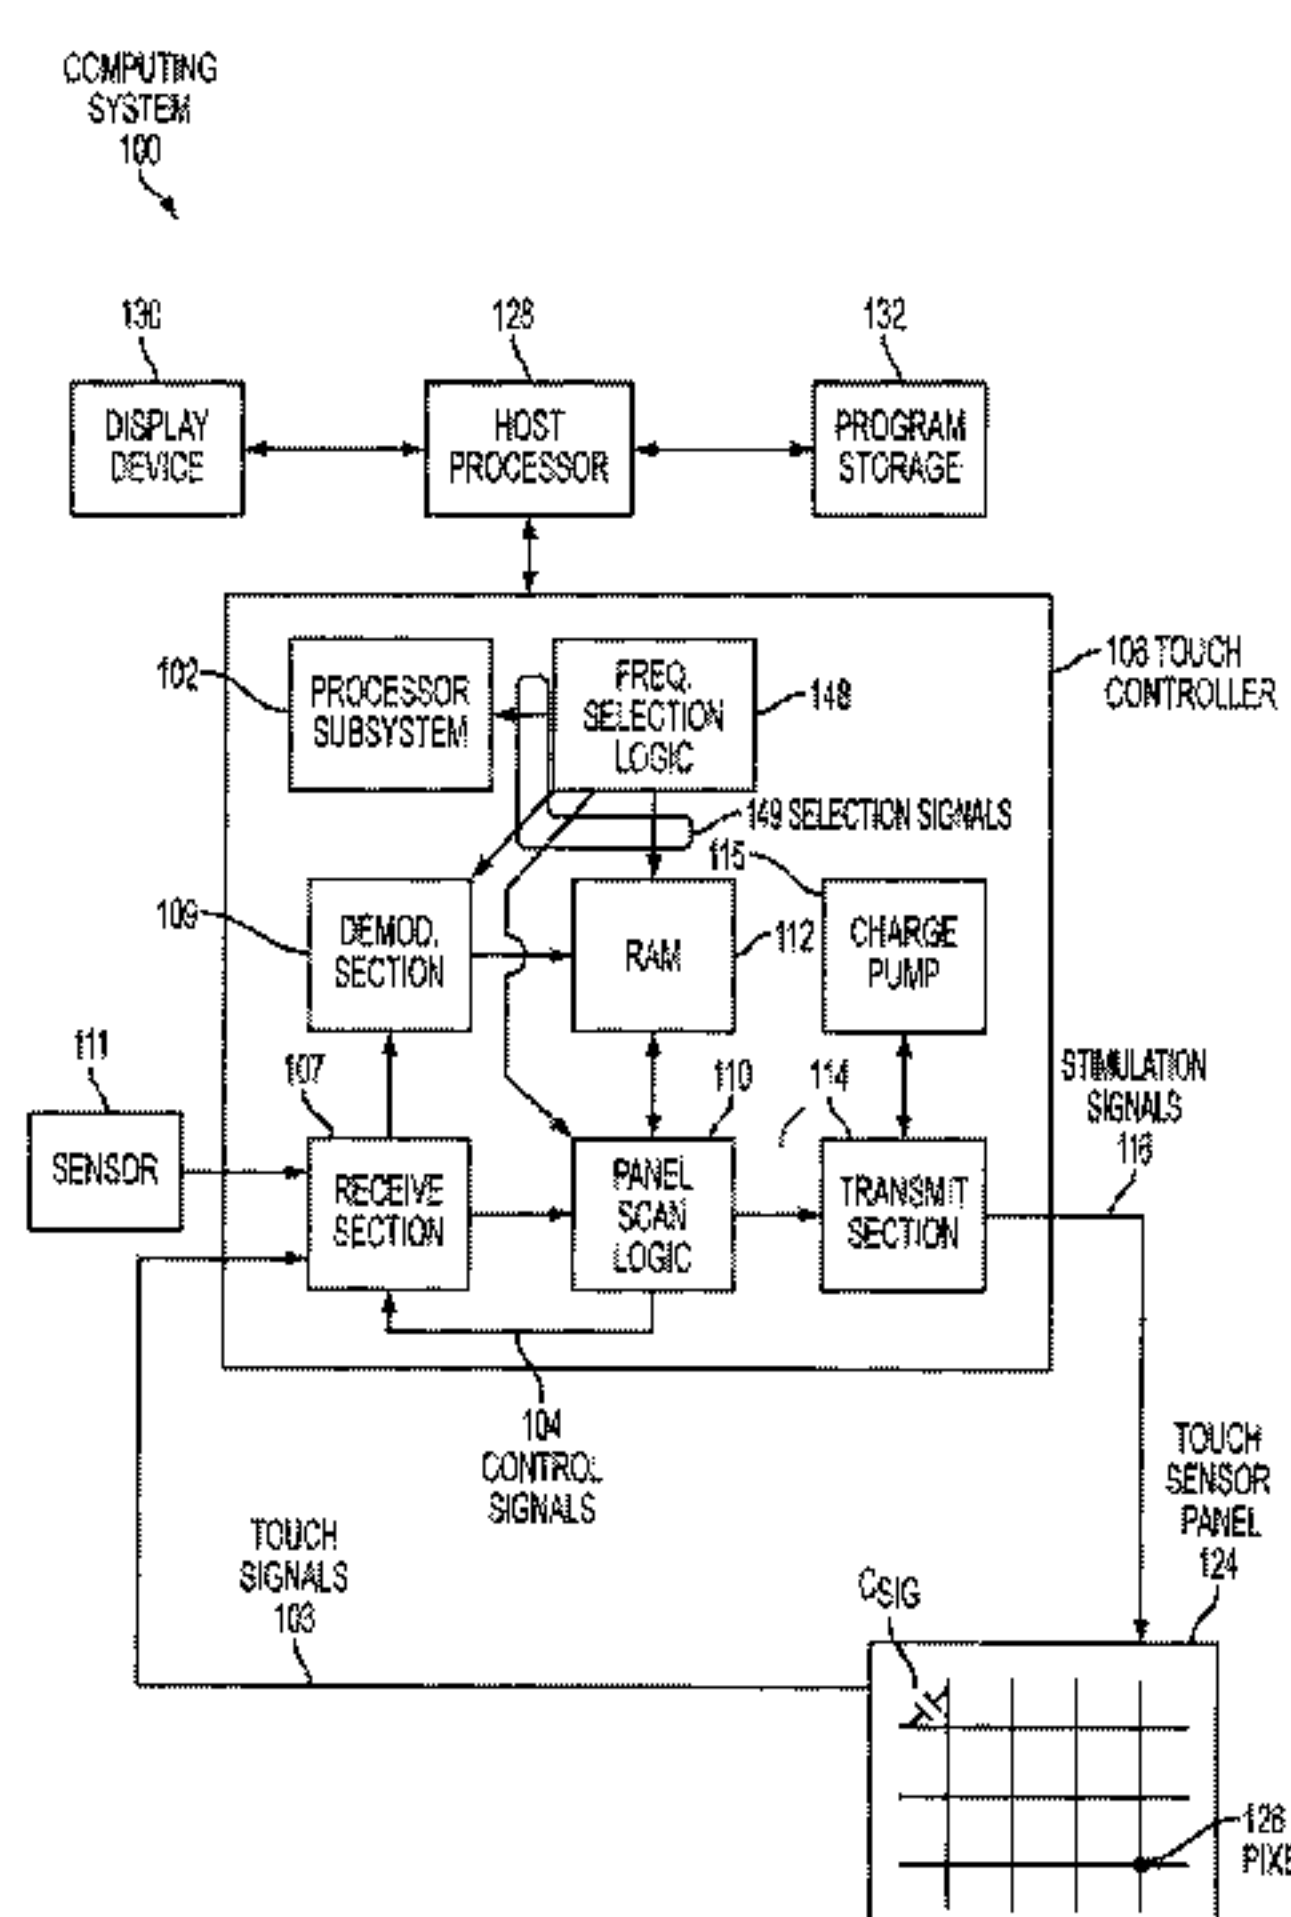 COMPUTING
SYSTEM
100
130
128
132
DISPLAY
DEVICE
HOST
PROCESSOR
PROGRAM
STORAGE
102
PROCESSOR
SUBSYSTEM
FREQ.
SELECTION
LOGIC
148
106 TOUCH
CONTROLLER
149 SELECTION SIGNALS
115
109
DEMOD.
SECTION
RAM
112
CHARGE
PUMP
111
107
110
114
STIMULATION
SIGNALS
116
SENSOR
RECEIVE
SECTION
PANEL
SCAN
LOGIC
TRANSMIT
SECTION
104
CONTROL
SIGNALS
TOUCH
SIGNALS
103
TOUCH
SENSOR
PANEL
124
CSIG
126
PIXE